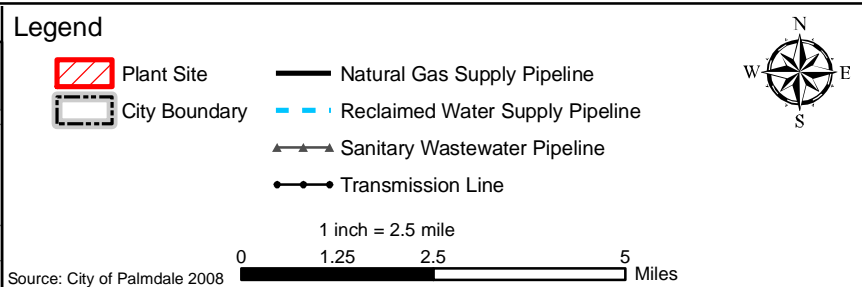 Legend
Plant Site
City Boundary
Natural Gas Supply Pipeline
Reclaimed Water Supply Pipeline
Sanitary Wastewater Pipeline
Transmission Line
N
W E
S
1 inch = 2.5 mile
0 1.25 2.5 5
Miles
Source: City of Palmdale 2008